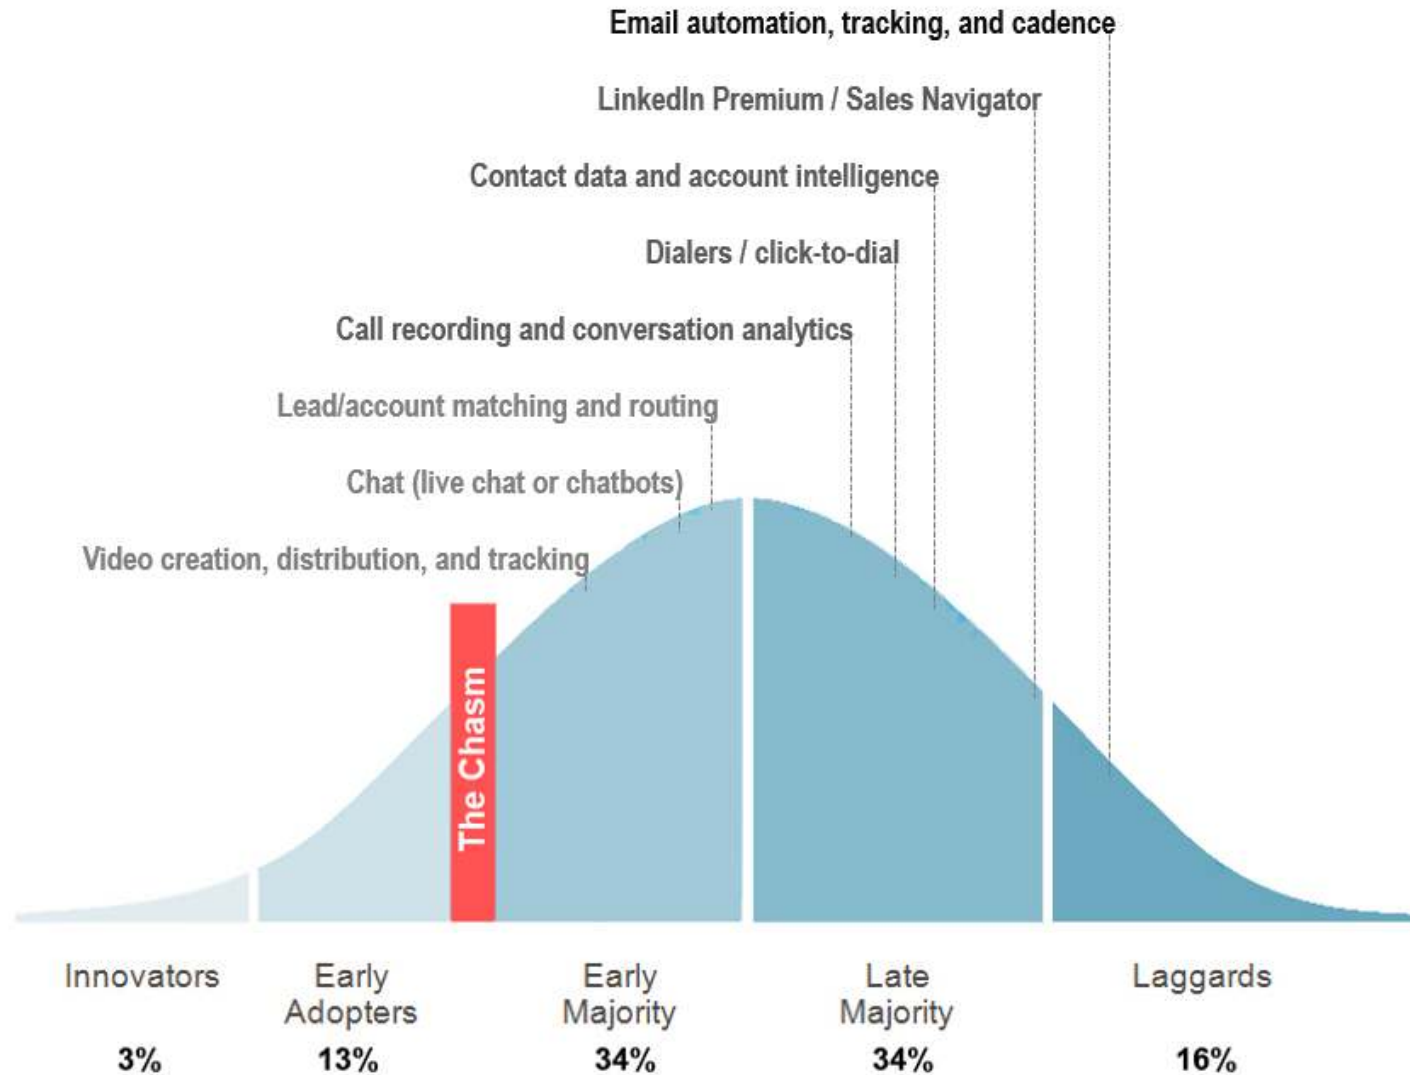 Email automation, tracking, and cadence
LinkedIn Premium / Sales Navigator
Contact data and account intelligence
Dialers / click-to-dial
Call recording and conversation analytics
Lead/account matching and routing
Chat (live chat or chatbots)
Video creation, distribution, and tracking
The Chasm
Innovators
Early
Adopters
Early
Majority
Late
Majority
Laggards
3%
13%
34%
34%
16%